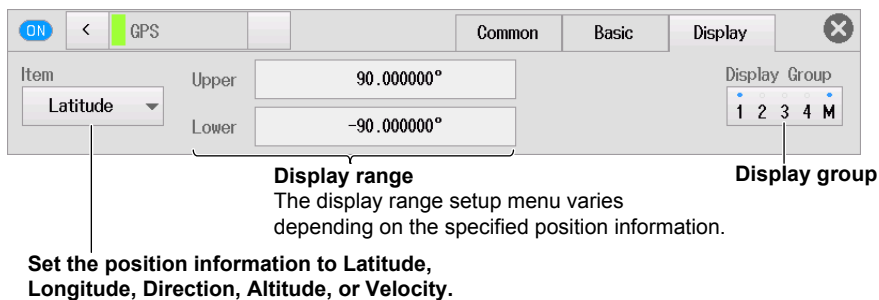 ON < GPS Common Basic Display
Item Display Group
Upper 90.000000°
Latitude 1 2 3 4 M
Lower -90.000000°
Display range Display group
The display range setup menu varies
depending on the specified position information.
Set the position information to Latitude,
Longitude, Direction, Altitude, or Velocity.